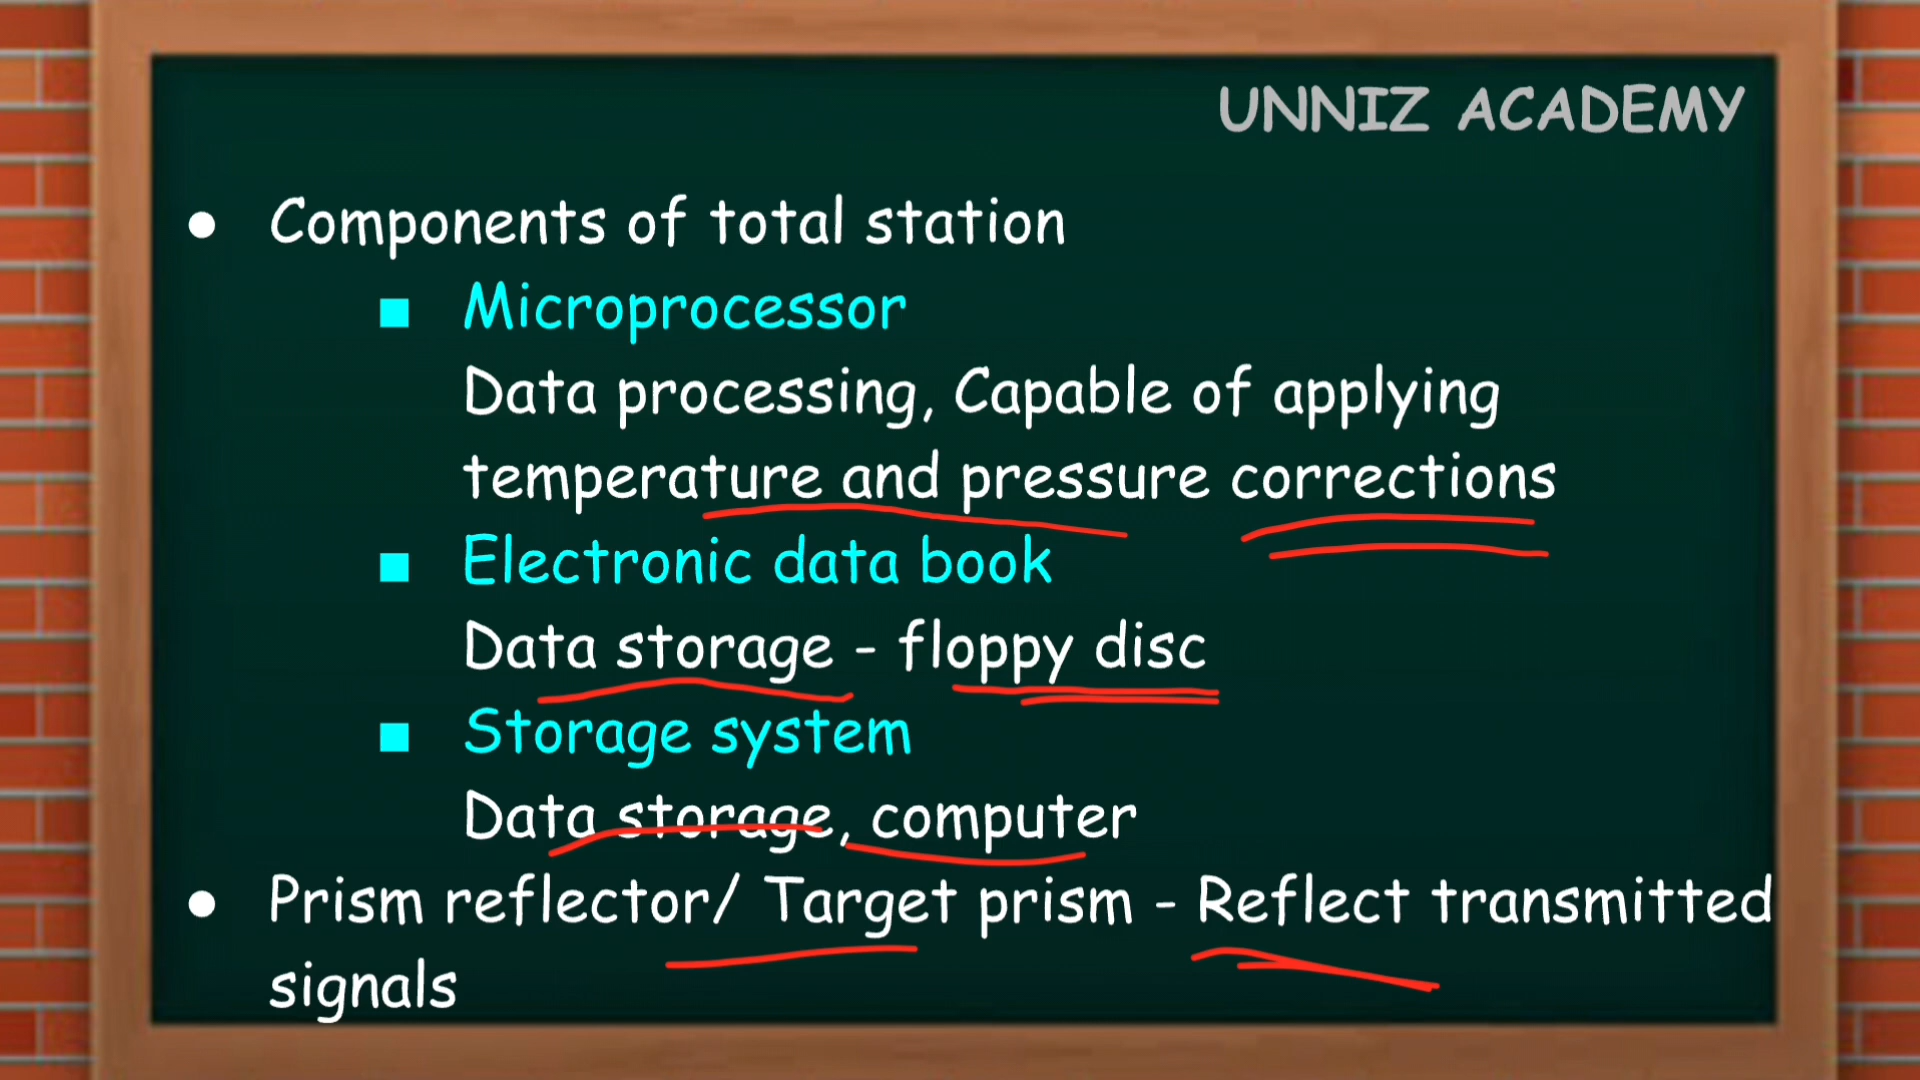 UNNIZ ACADEMY
● Components of total station
■ Microprocessor
Data processing, Capable of applying
temperature and pressure corrections
■ Electronic data book
Data storage - floppy disc
■ Storage system
Data storage, computer
● Prism reflector/ Target prism - Reflect transmitted
signals